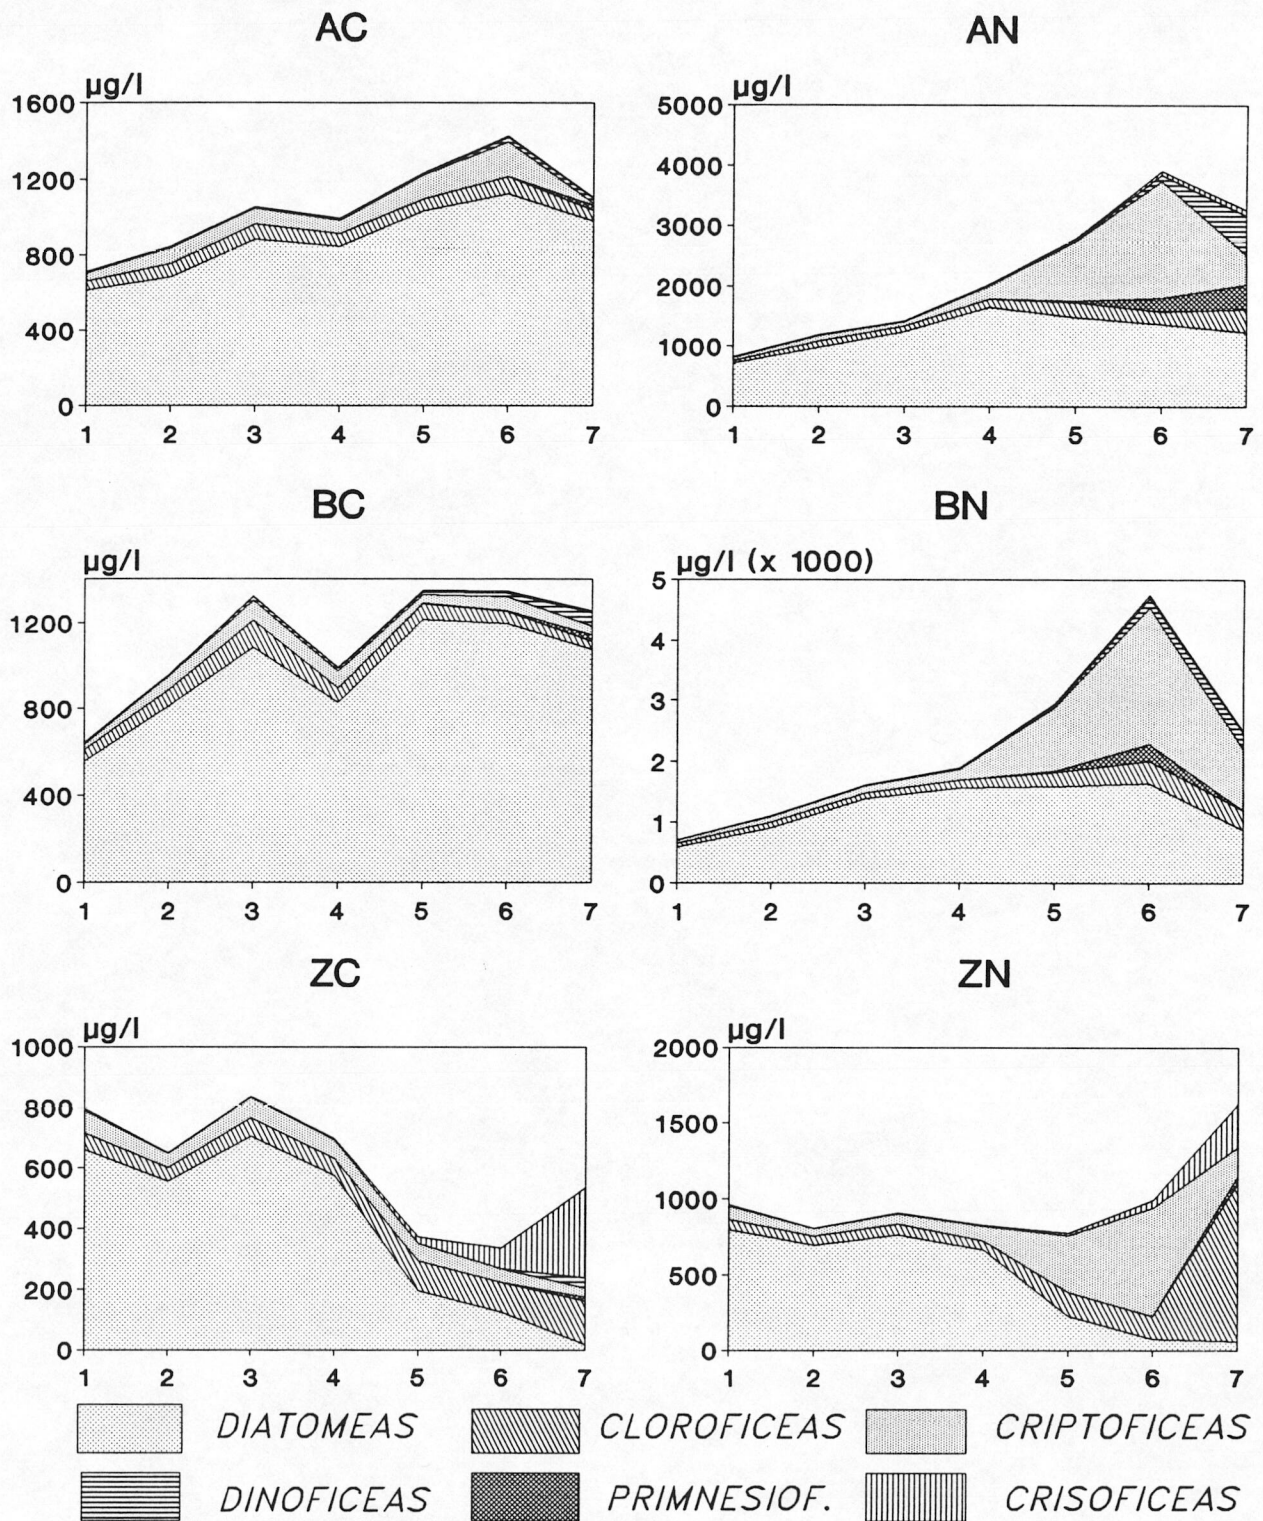 AC
µg/l
1600
1200
800
400
0
1 2 3 4 5 6 7
AN
µg/l
5000
4000
3000
2000
1000
0
1 2 3 4 5 6 7
BC
µg/l
1200
800
400
0
1 2 3 4 5 6 7
BN
µg/l (x 1000)
5
4
3
2
1
0
1 2 3 4 5 6 7
ZC
µg/l
1000
800
600
400
200
0
1 2 3 4 5 6 7
ZN
µg/l
2000
1500
1000
500
0
1 2 3 4 5 6 7
DIATOMEAS
CLOROFICEAS
CRIPTOFICEAS
DINOFICEAS
PRIMNESIOF.
CRISOFICEAS